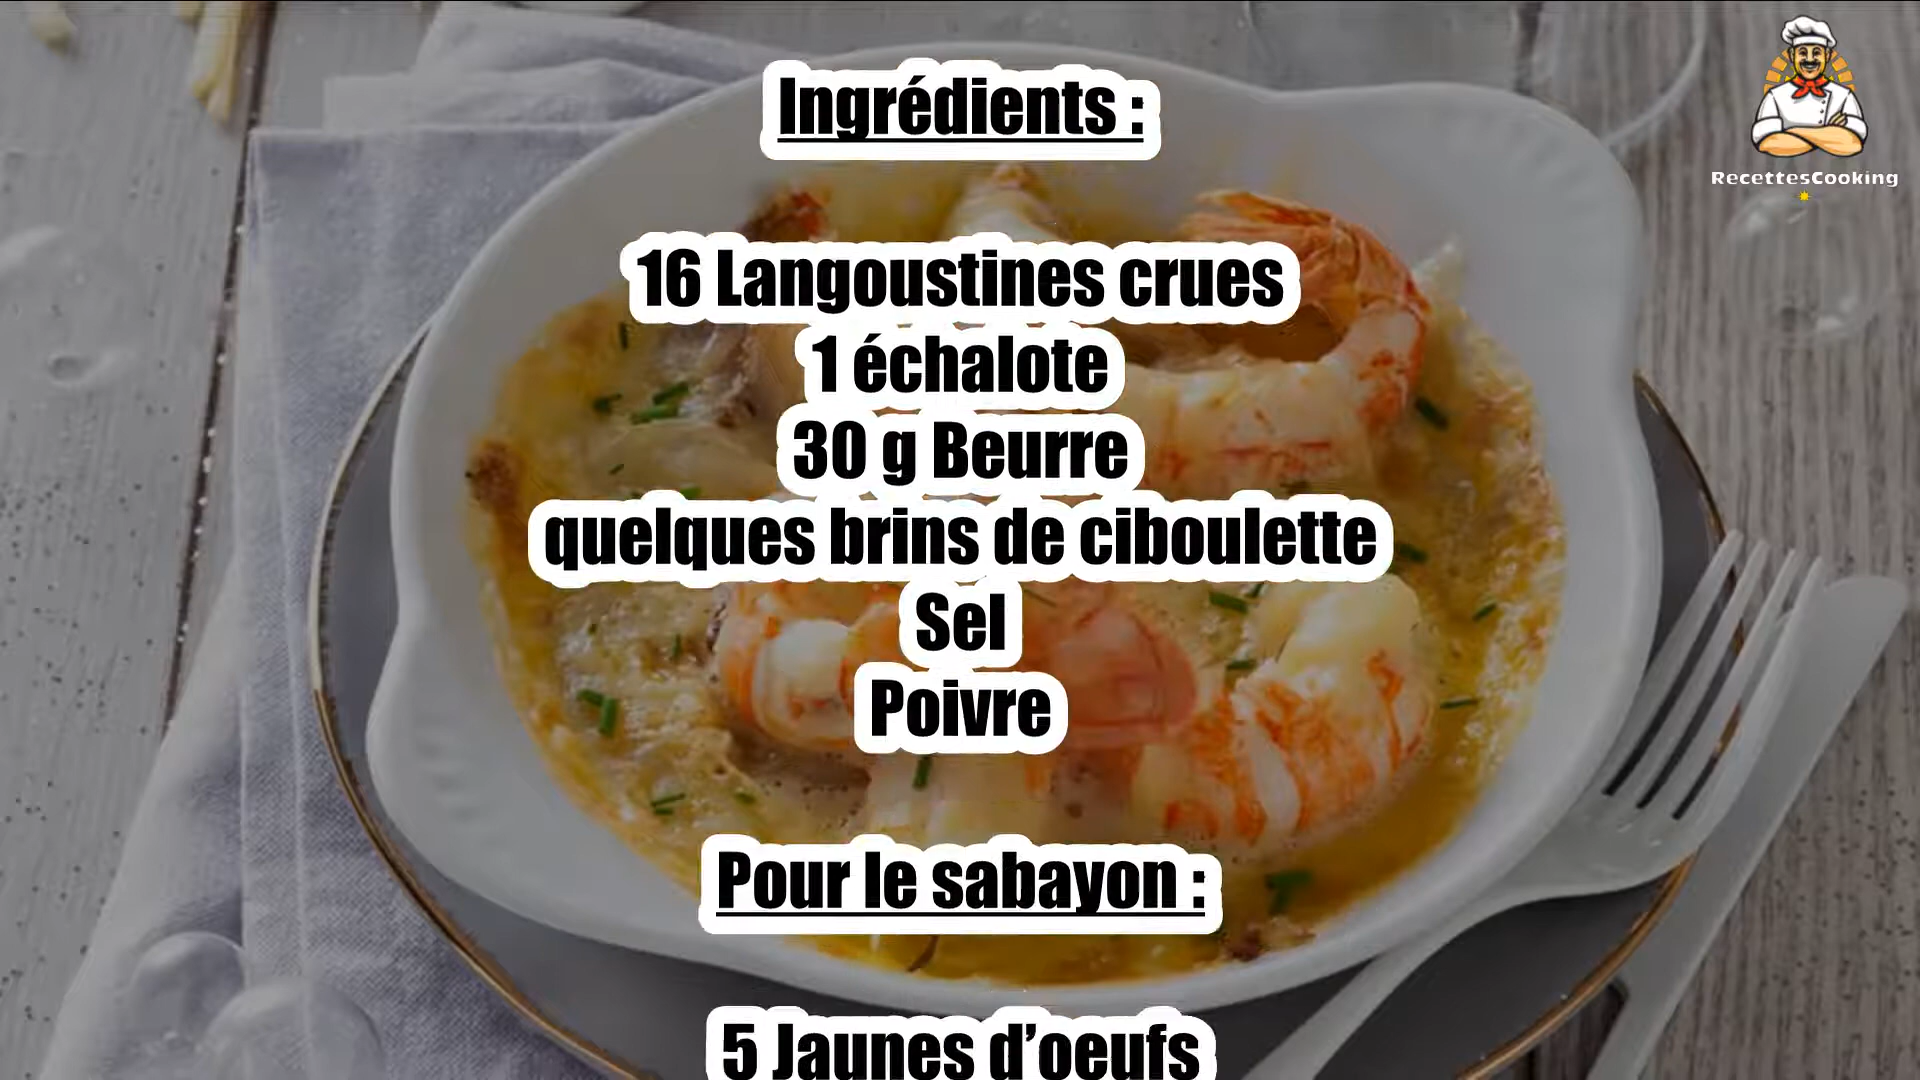 Ingrédients :
RecettesCooking
16 Langoustines crues
1 échalote
30 g Beurre
quelques brins de ciboulette
Sel
Poivre
Pour le sabayon :
5 Jaunes d’oeufs